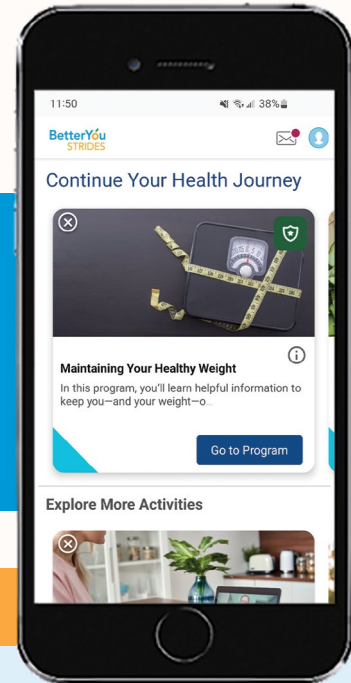 11:50
38%
BetterYou
STRIDES
Continue Your Health Journey
Maintaining Your Healthy Weight
In this program, you'll learn helpful information to
keep you—and your weight—o...
Go to Program
Explore More Activities